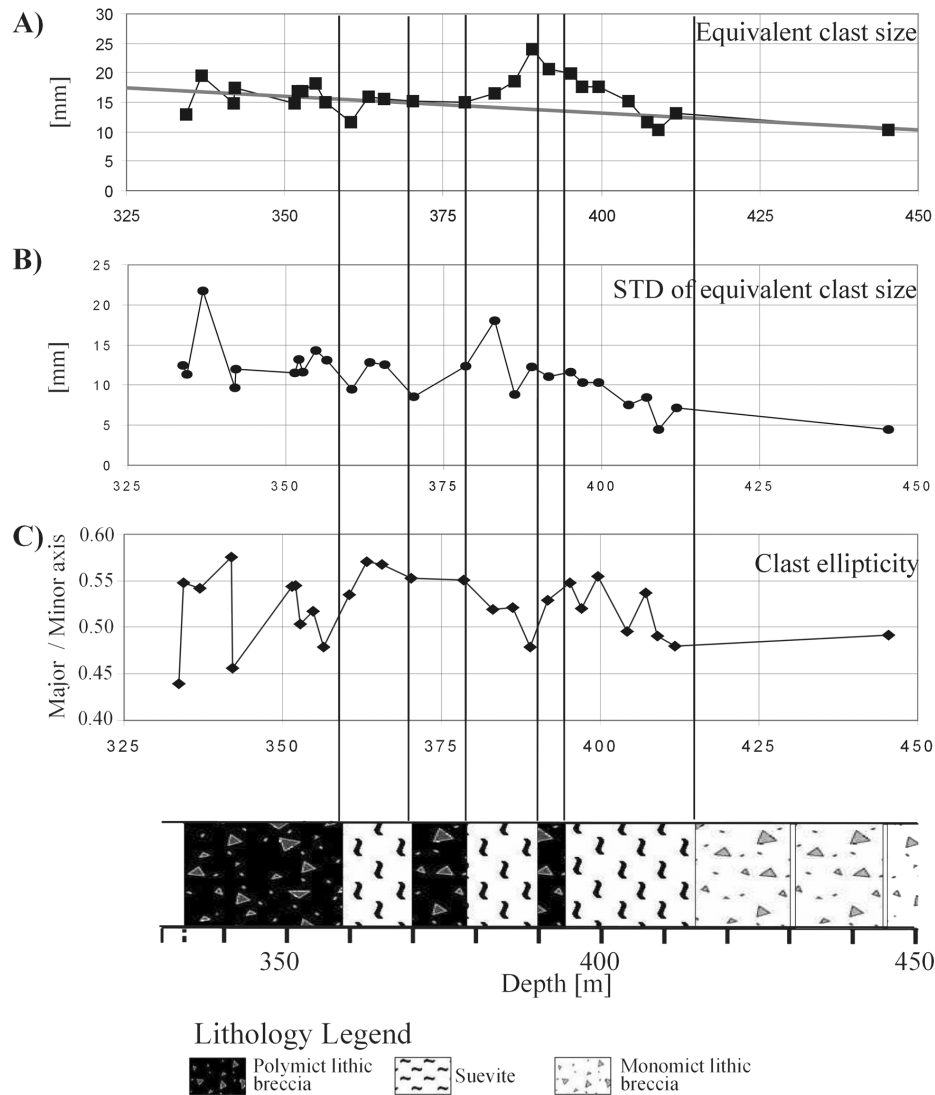 A)
Equivalent clast size
[mm]
30
25
20
15
10
5
0
325
350
375
400
425
450
B)
STD of equivalent clast size
[mm]
25
20
15
10
5
0
325
350
375
400
425
450
C)
Clast ellipticity
Major / Minor axis
0.60
0.55
0.50
0.45
0.40
325
350
375
400
425
450
350
400
450
Depth [m]
Lithology Legend
Polymict lithic
breccia
Suevite
Monomict lithic
breccia